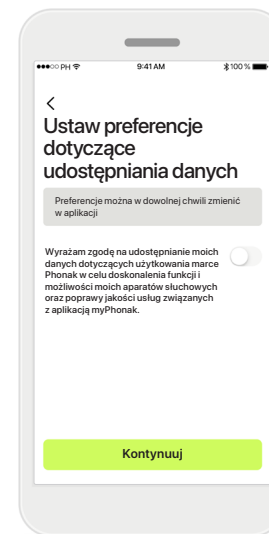 PH 9:41 AM 100 %
Ustaw preferencje
dotyczące
udostępniania danych
Preferencje można w dowolnej chwili zmienić
w aplikacji
Wyrażam zgodę na udostępnianie moich
danych dotyczących użytkowania marce
Phonak w celu doskonalenia funkcji i
możliwości moich aparatów słuchowych
oraz poprawy jakości usług związanych
z aplikacją myPhonak.
Kontynuuj